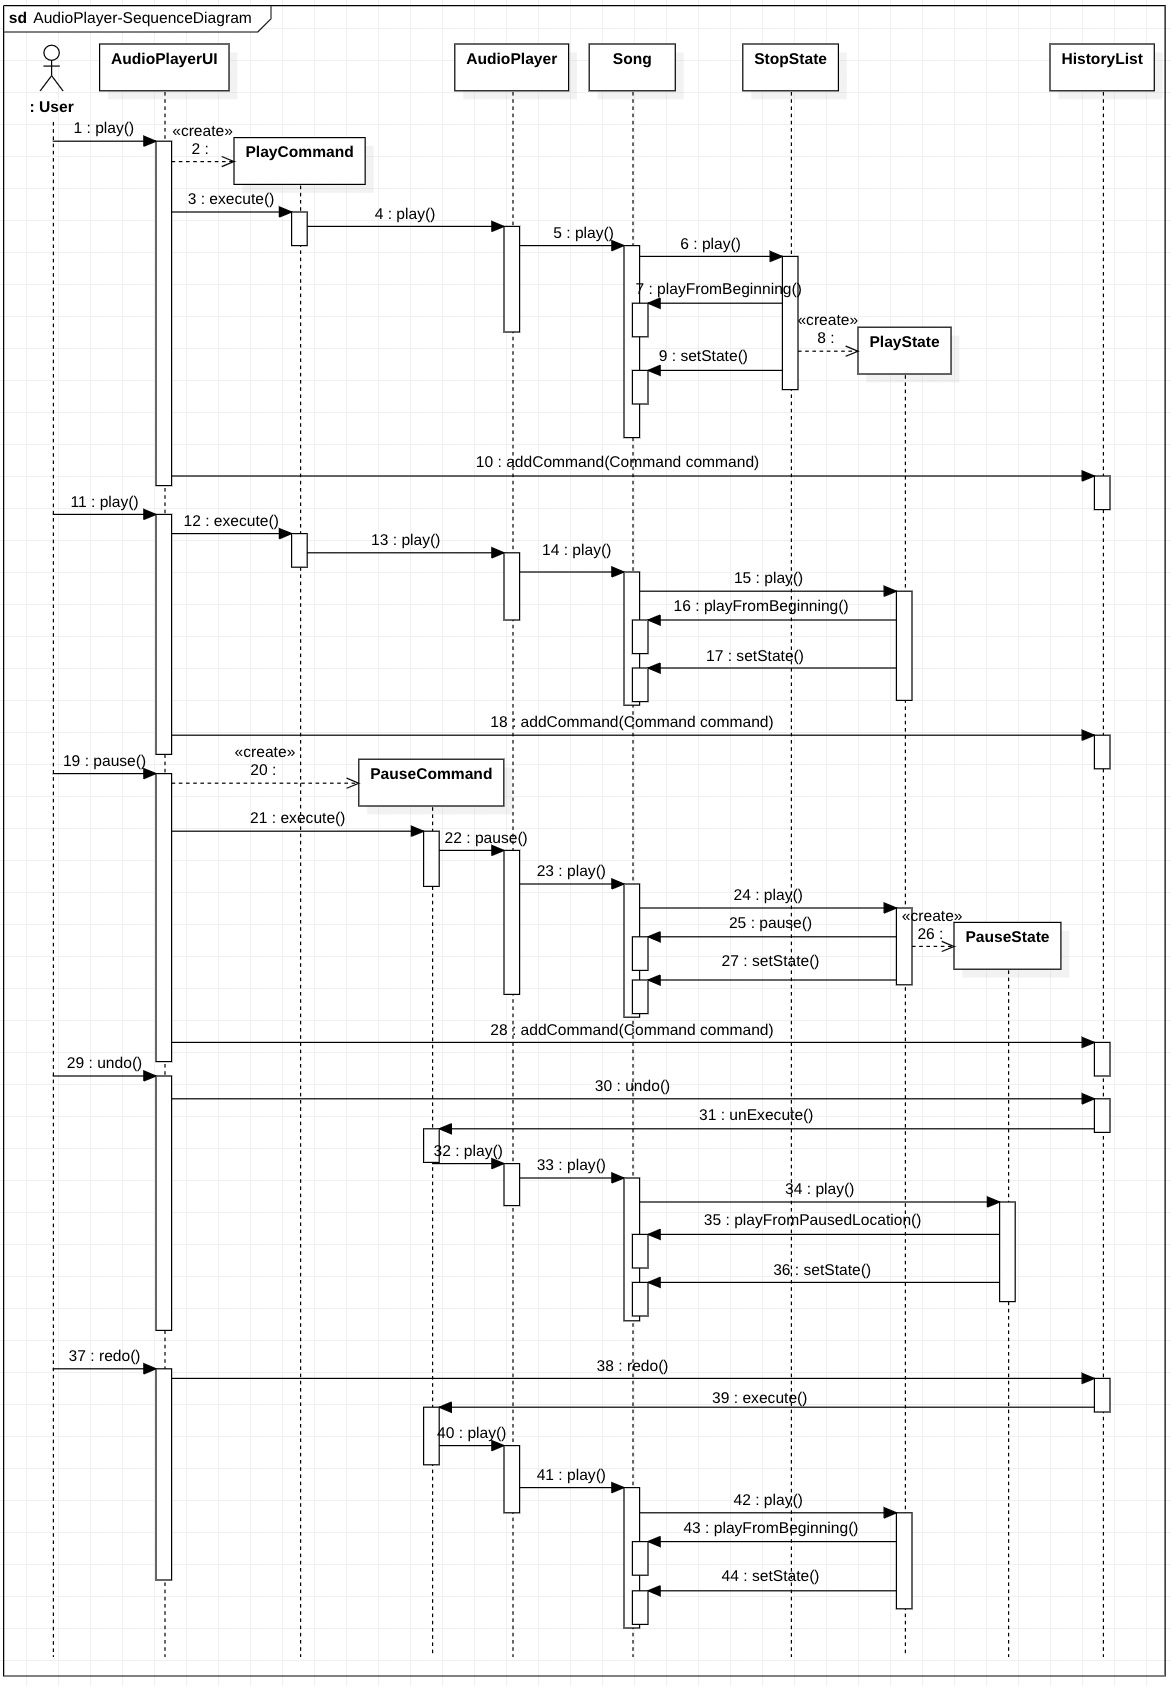 sd AudioPlayer-SequenceDiagram
AudioPlayerUI
AudioPlayer
Song
StopState
HistoryList
: User
1 : play()
«create»
2 :
PlayCommand
3 : execute()
4 : play()
5 : play()
6 : play()
7 : playFromBeginning()
«create»
8 :
PlayState
9 : setState()
10 : addCommand(Command command)
11 : play()
12 : execute()
13 : play()
14 : play()
15 : play()
16 : playFromBeginning()
17 : setState()
18 : addCommand(Command command)
19 : pause()
«create»
20 :
PauseCommand
21 : execute()
22 : pause()
23 : play()
24 : play()
25 : pause()
«create»
26 :
PauseState
27 : setState()
28 : addCommand(Command command)
29 : undo()
30 : undo()
31 : unExecute()
32 : play()
33 : play()
34 : play()
35 : playFromPausedLocation()
36 : setState()
37 : redo()
38 : redo()
39 : execute()
40 : play()
41 : play()
42 : play()
43 : playFromBeginning()
44 : setState()